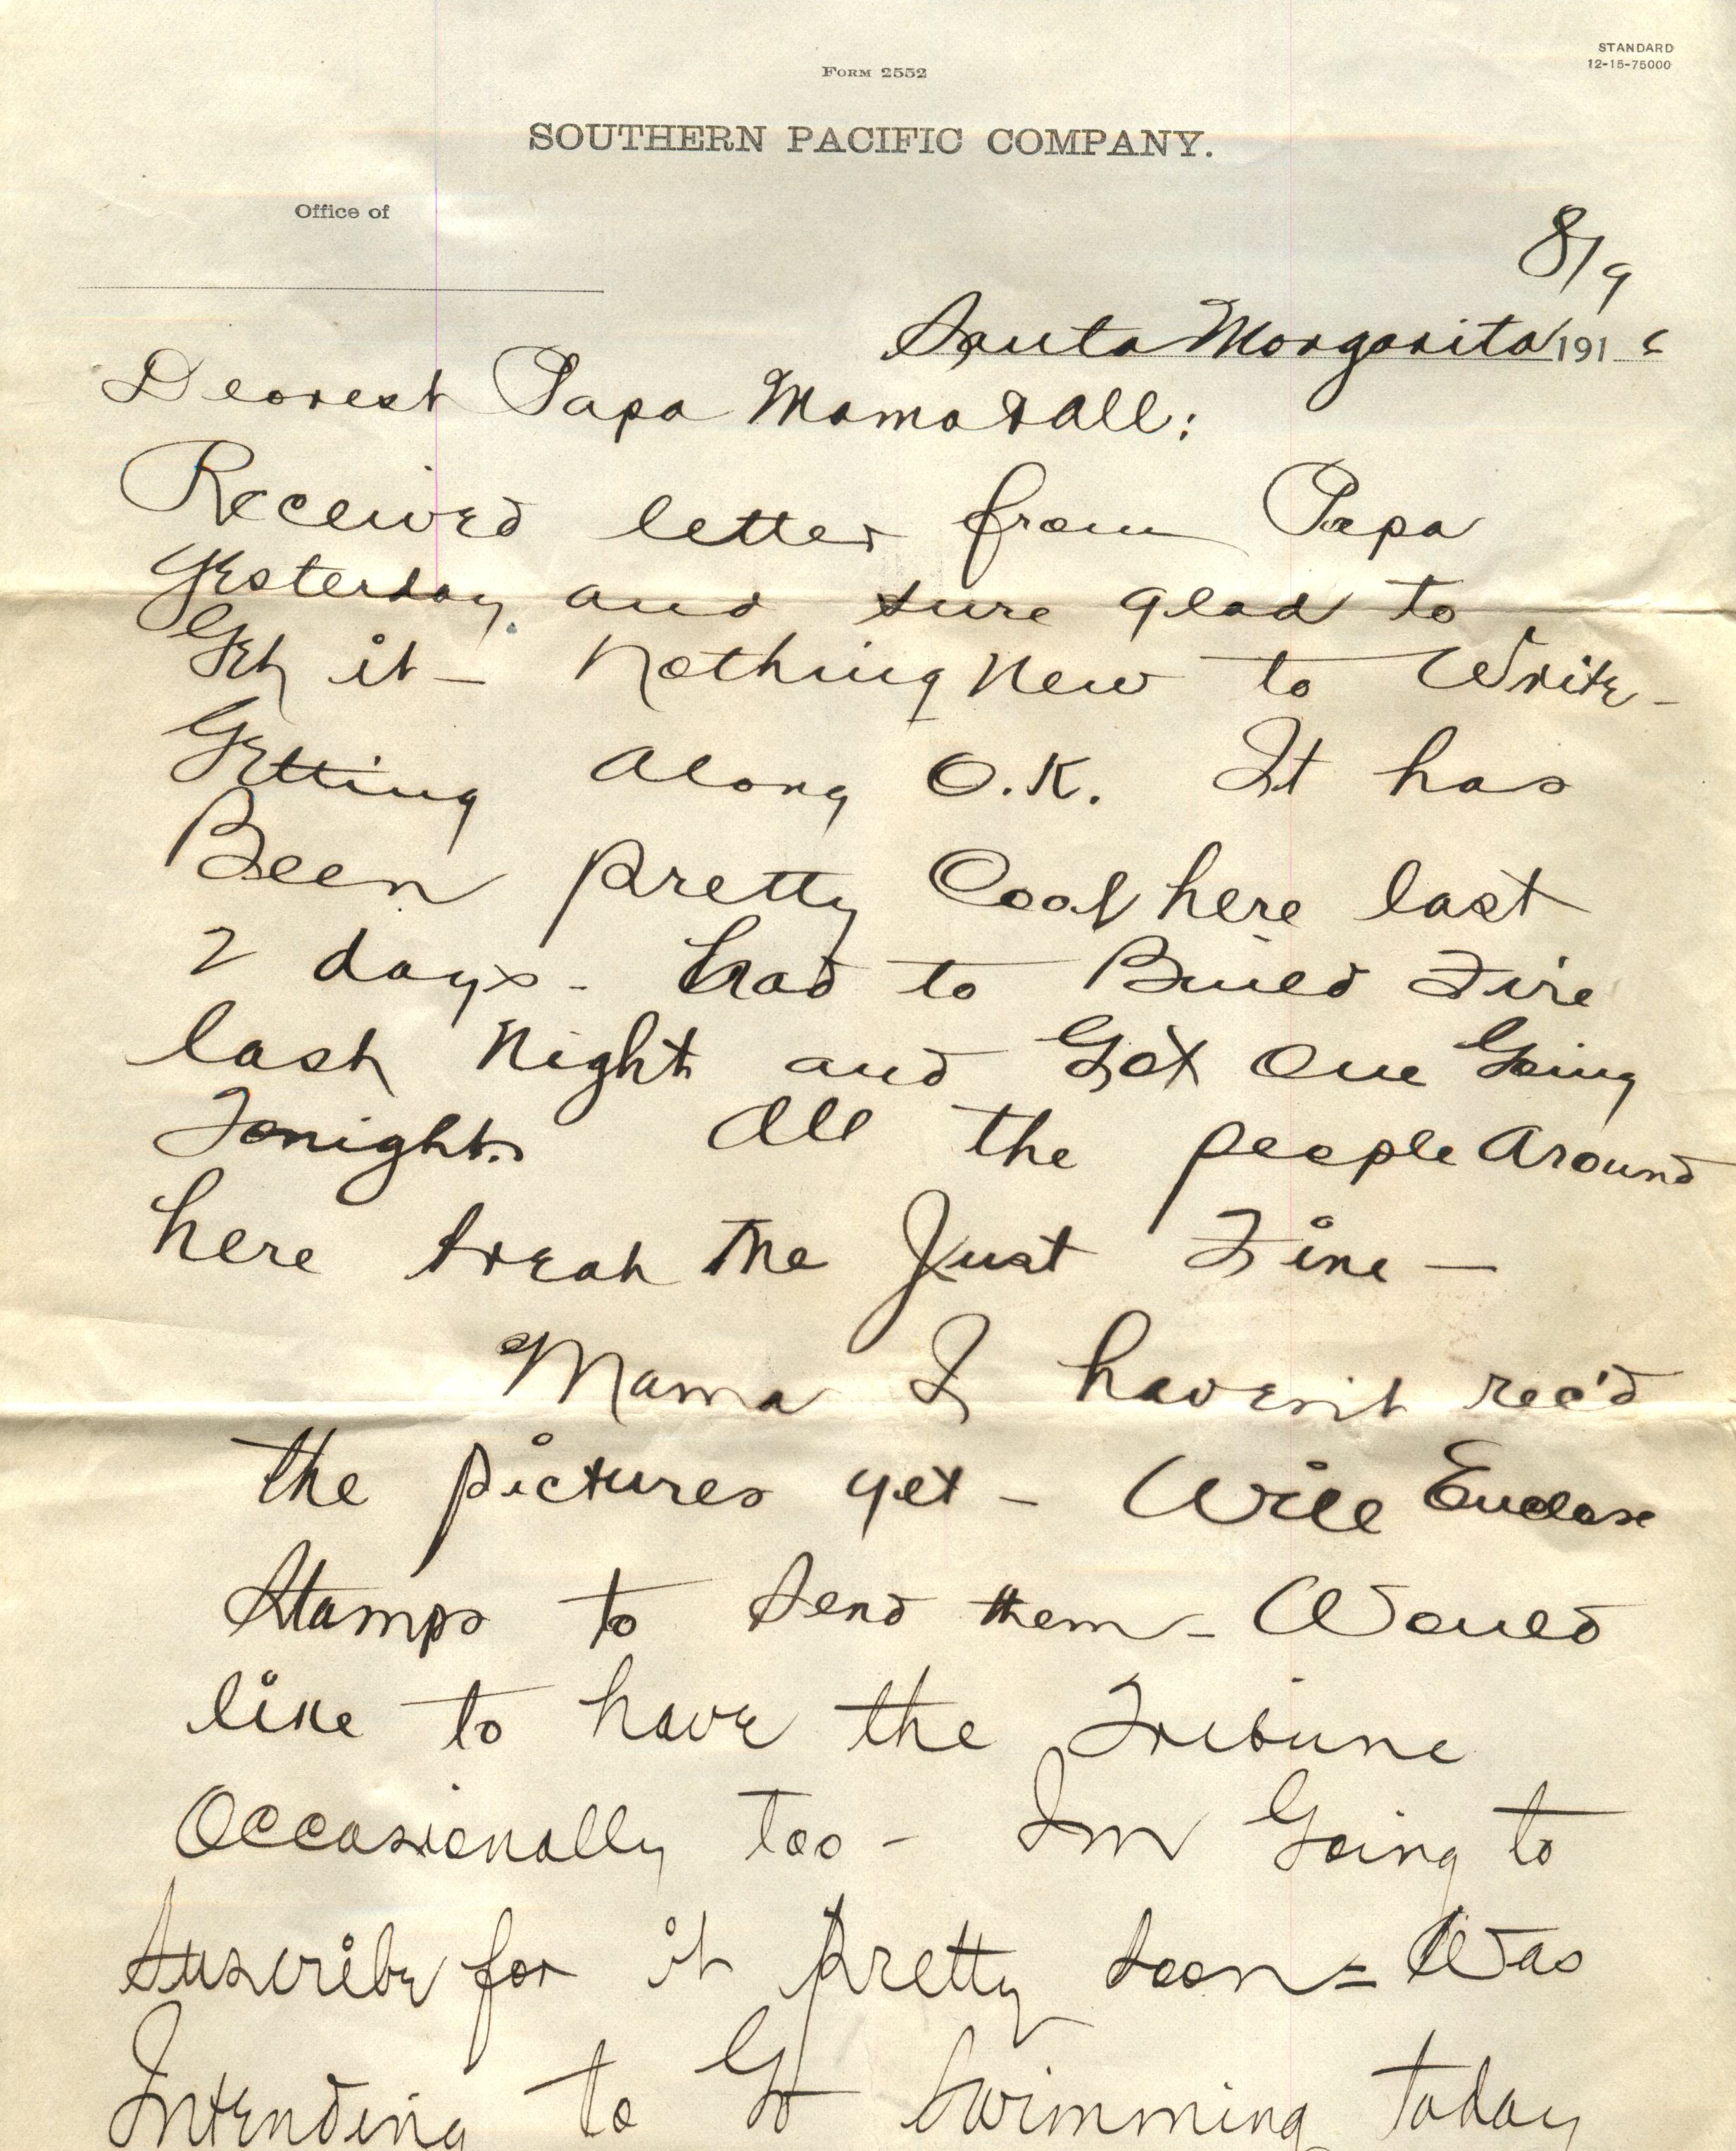 STANDARD
12-15-75000
FORM 2552
SOUTHERN PACIFIC COMPANY.
Office of
8/9
Santa Margarita 191 6
Dearest Papa Mama & All:
Received letter from Papa
Yesterday and sure glad to
Get it - Nothing New to Write -
Getting Along O.K. It has
Been pretty Cool here last
2 days - had to Build Fire
last Night and Got One Going
Tonight. All the people Around
here treat Me Just Fine -
Mama I haven't rec'd
the pictures yet - Will Enclose
Stamps to Send them - Would
like to have the Tribune
Occasionally too - Im Going to
Suscribe for it pretty soon = Was
Intending to Go Swimming today